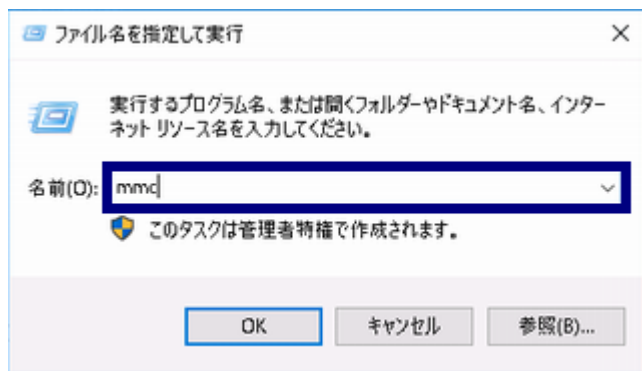 ファイル名を指定して実行
実行するプログラム名、または開くフォルダーやドキュメント名、インター
ネット リソース名を入力してください。
名前(O): mmc
このタスクは管理者特権で作成されます。
OK キャンセル 参照(B)...